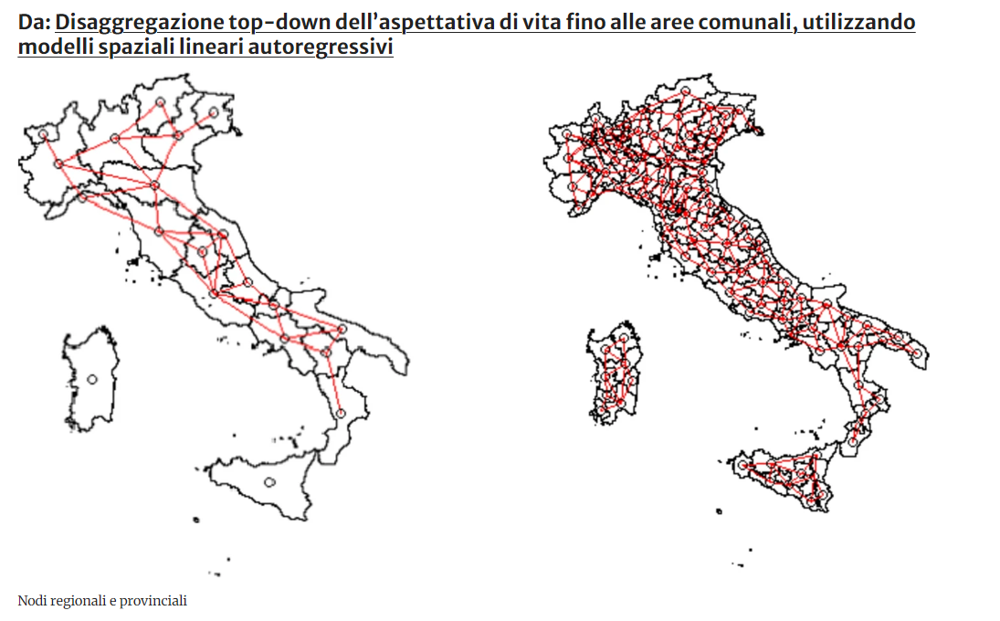 Da: Disaggregazione top-down dell’aspettativa di vita fino alle aree comunali, utilizzando
modelli spaziali lineari autoregressivi
Nodi regionali e provinciali